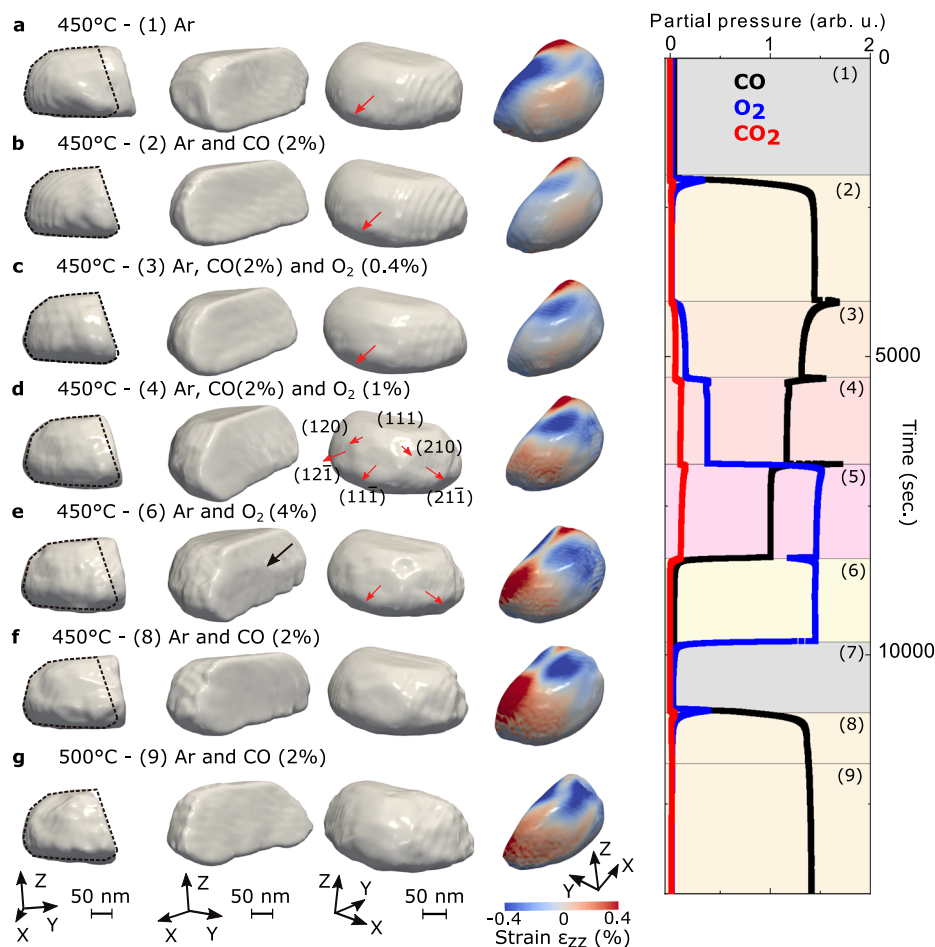 a 450°C - (1) Ar
b 450°C - (2) Ar and CO (2%)
c 450°C - (3) Ar, CO(2%) and O₂ (0.4%)
d 450°C - (4) Ar, CO(2%) and O₂ (1%)
(120)
(111)
(210)
(121̅)
(111̅)
(211̅)
e 450°C - (6) Ar and O₂ (4%)
f 450°C - (8) Ar and CO (2%)
g 500°C - (9) Ar and CO (2%)
Z
X
Y
50 nm
Z
X
Y
50 nm
Z
Y
X
50 nm
Z
X
Y
-0.4 0 0.4
Strain εzz (%)
Partial pressure (arb. u.)
0 1 2
0
(1)
CO
O₂
CO₂
(2)
(3)
5000
(4)
(5)
Time (sec.)
(6)
10000
(7)
(8)
(9)